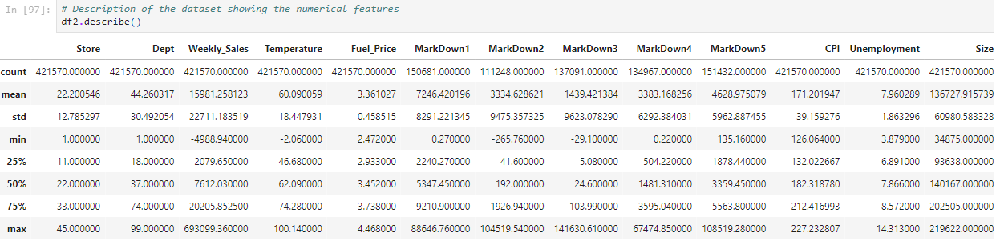 In [97]: # Description of the dataset showing the numerical features
df2.describe()
Store Dept Weekly_Sales Temperature Fuel_Price MarkDown1 MarkDown2 MarkDown3 MarkDown4 MarkDown5 CPI Unemployment Size
count 421570.000000 421570.000000 421570.000000 421570.000000 421570.000000 150681.000000 111248.000000 137091.000000 134967.000000 151432.000000 421570.000000 421570.000000 421570.000000
mean 22.200546 44.260317 15981.258123 60.090059 3.361027 7246.420196 3334.628621 1439.421384 3383.168256 4628.975079 171.201947 7.960289 136727.915739
std 12.785297 30.492054 22711.183519 18.447931 0.458515 8291.221345 9475.357325 9623.078290 6292.384031 5962.887455 39.159276 1.863296 60980.583328
min 1.000000 1.000000 -4988.940000 -2.060000 2.472000 0.270000 -265.760000 -29.100000 0.220000 135.160000 126.064000 3.879000 34875.000000
25% 11.000000 18.000000 2079.650000 46.680000 2.933000 2240.270000 41.600000 5.080000 504.220000 1878.440000 132.022667 6.891000 93638.000000
50% 22.000000 37.000000 7612.030000 62.090000 3.452000 5347.450000 192.000000 24.600000 1481.310000 3359.450000 182.318780 7.866000 140167.000000
75% 33.000000 74.000000 20205.852500 74.280000 3.738000 9210.900000 1926.940000 103.990000 3595.040000 5563.800000 212.416993 8.572000 202505.000000
max 45.000000 99.000000 693099.360000 100.140000 4.468000 88646.760000 104519.540000 141630.610000 67474.850000 108519.280000 227.232807 14.313000 219622.000000